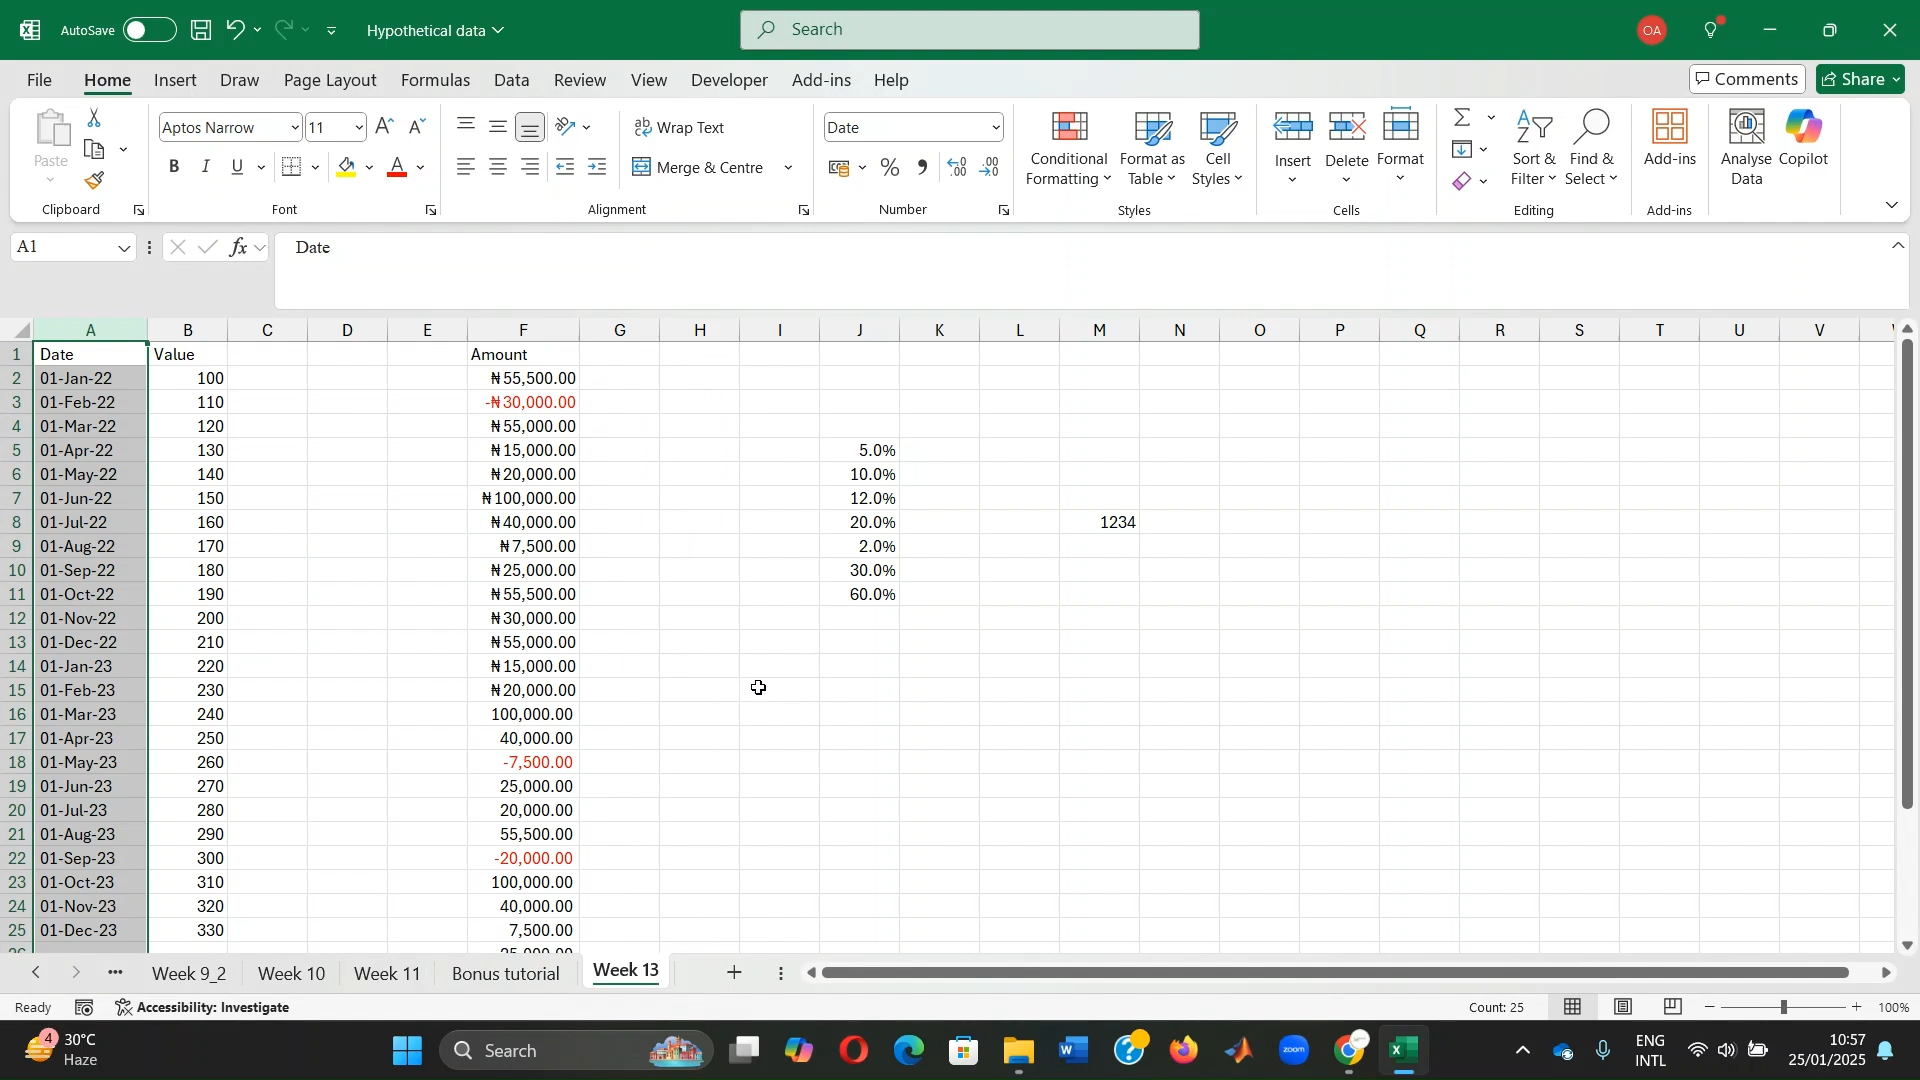 AutoSave
Hypothetical data
Search
OA
File Home Insert Draw Page Layout Formulas Data Review View Developer Add-ins Help
Comments
Share
Paste
Clipboard
Aptos Narrow
11
B I U
Font
Wrap Text
Merge & Centre
Alignment
Date
Number
Conditional Formatting
Format as Table
Cell Styles
Styles
Insert
Delete
Format
Cells
Sort & Filter
Find & Select
Editing
Add-ins
Add-ins
Analyse Data
Copilot
A1
fx
Date
A B C D E F G H I J K L M N O P Q R S T U V
1 Date Value Amount
2 01-Jan-22 100 ₦55,500.00
3 01-Feb-22 110 -₦30,000.00
4 01-Mar-22 120 ₦55,000.00
5 01-Apr-22 130 ₦15,000.00 5.0%
6 01-May-22 140 ₦20,000.00 10.0%
7 01-Jun-22 150 ₦100,000.00 12.0%
8 01-Jul-22 160 ₦40,000.00 20.0% 1234
9 01-Aug-22 170 ₦7,500.00 2.0%
10 01-Sep-22 180 ₦25,000.00 30.0%
11 01-Oct-22 190 ₦55,500.00 60.0%
12 01-Nov-22 200 ₦30,000.00
13 01-Dec-22 210 ₦55,000.00
14 01-Jan-23 220 ₦15,000.00
15 01-Feb-23 230 ₦20,000.00
16 01-Mar-23 240 100,000.00
17 01-Apr-23 250 40,000.00
18 01-May-23 260 -7,500.00
19 01-Jun-23 270 25,000.00
20 01-Jul-23 280 20,000.00
21 01-Aug-23 290 55,500.00
22 01-Sep-23 300 -20,000.00
23 01-Oct-23 310 100,000.00
24 01-Nov-23 320 40,000.00
25 01-Dec-23 330 7,500.00
Week 9_2 Week 10 Week 11 Bonus tutorial Week 13
Ready
Accessibility: Investigate
Count: 25
100%
4
30°C
Haze
Search
zoom
ENG
INTL
10:57
25/01/2025